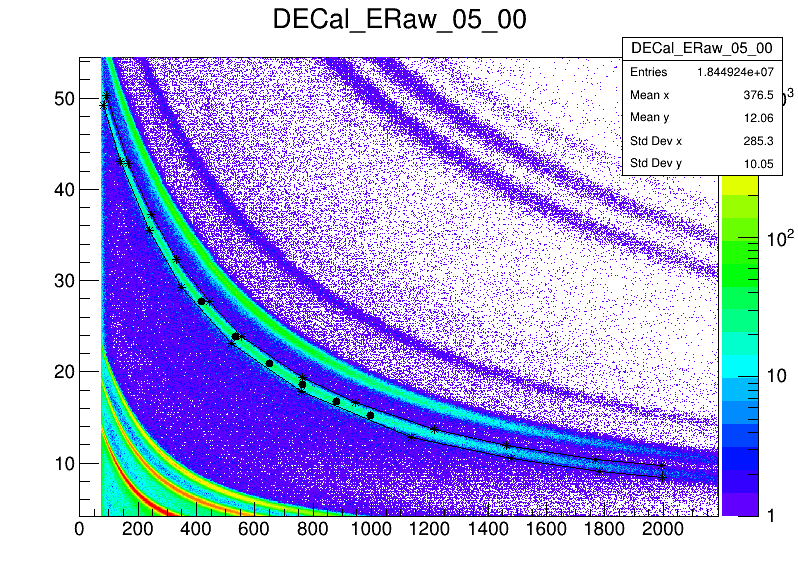 DECal_ERaw_05_00
DECal_ERaw_05_00
Entries 1.844924e+07
Mean x 376.5
Mean y 12.06
Std Dev x 285.3
Std Dev y 10.05
50
40
30
20
10
0 200 400 600 800 1000 1200 1400 1600 1800 2000
10³
10²
10
1